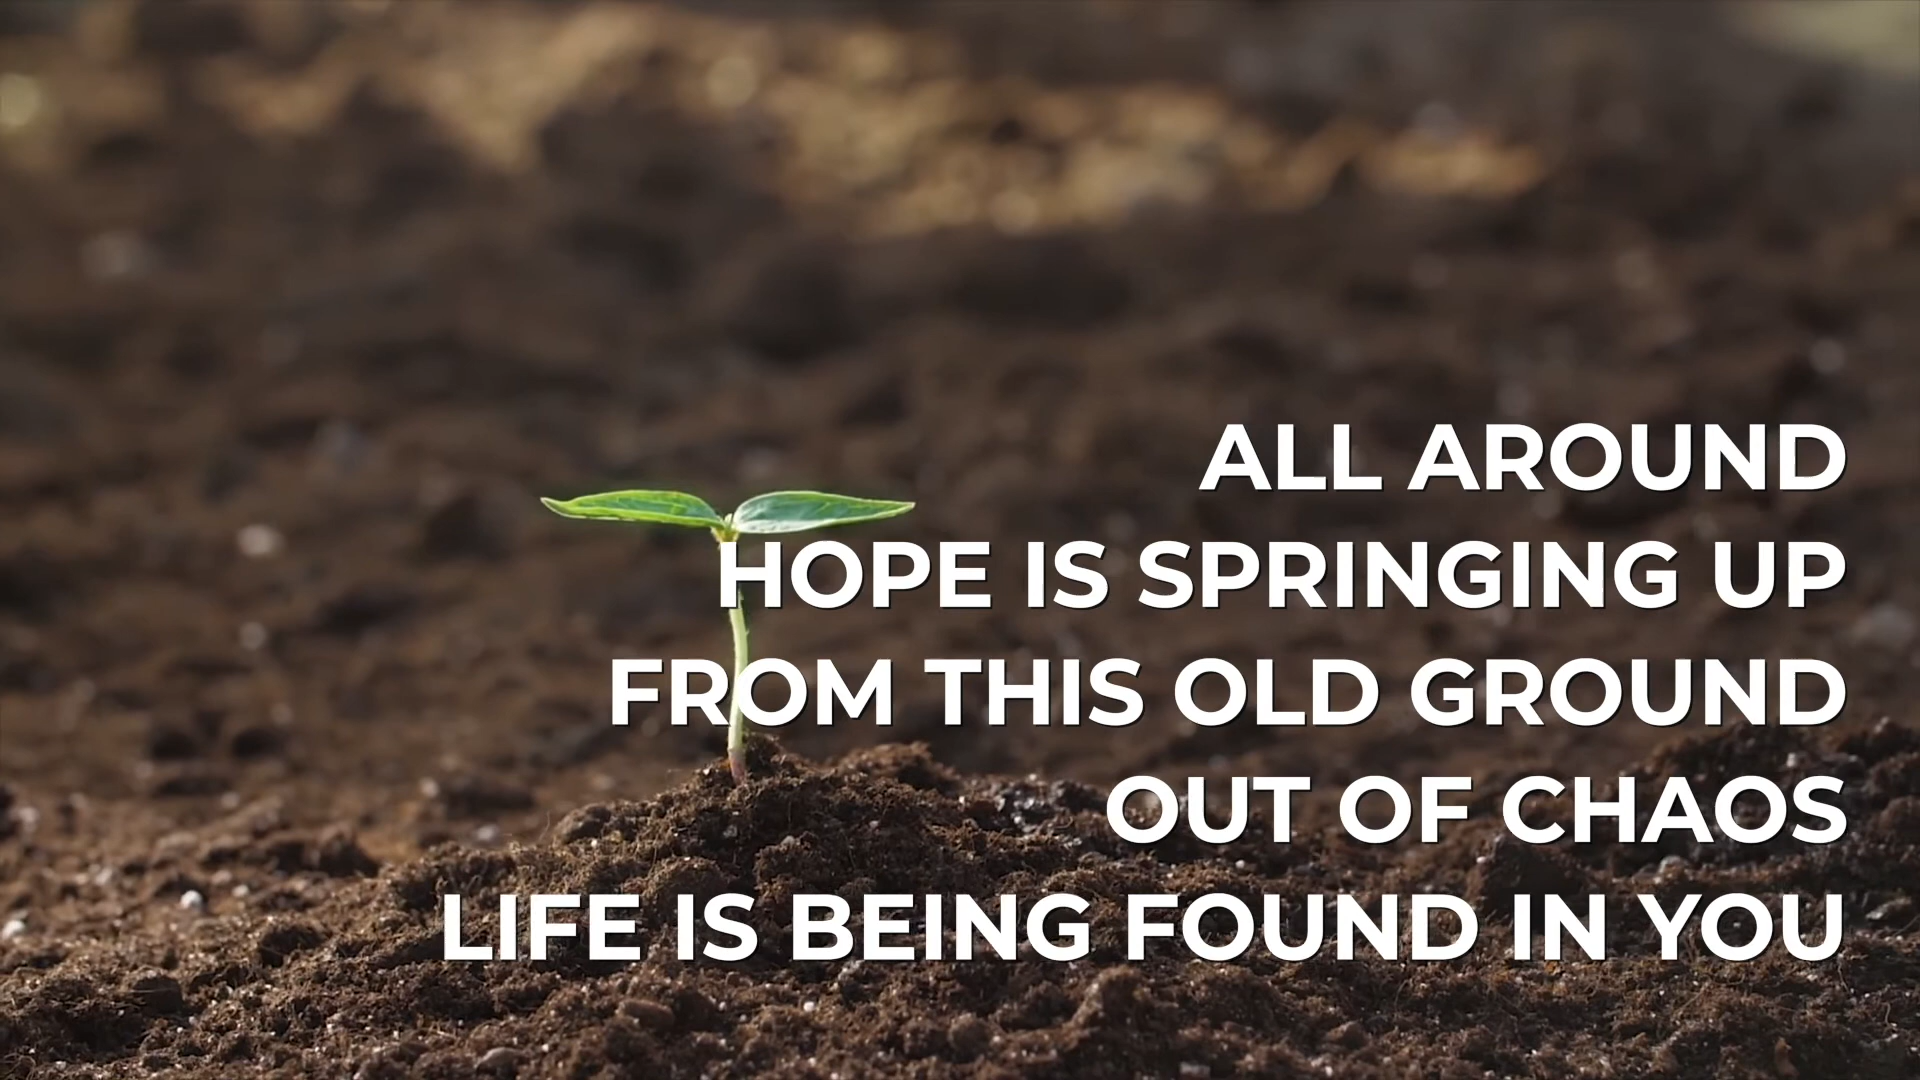 ALL AROUND
HOPE IS SPRINGING UP
FROM THIS OLD GROUND
OUT OF CHAOS
LIFE IS BEING FOUND IN YOU